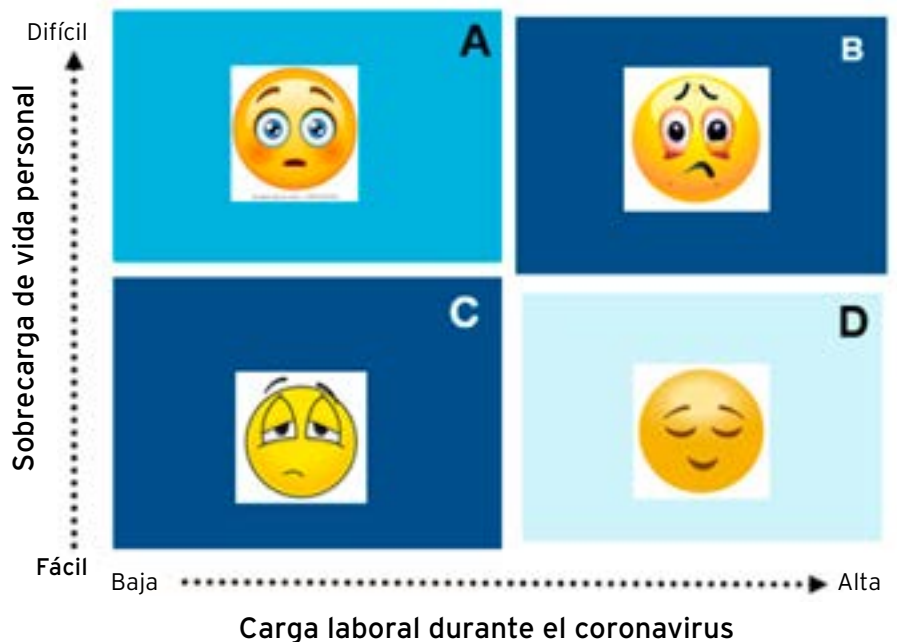 Difícil
A
B
Sobrecarga de vida personal
C
D
Fácil
Baja
Alta
Carga laboral durante el coronavirus